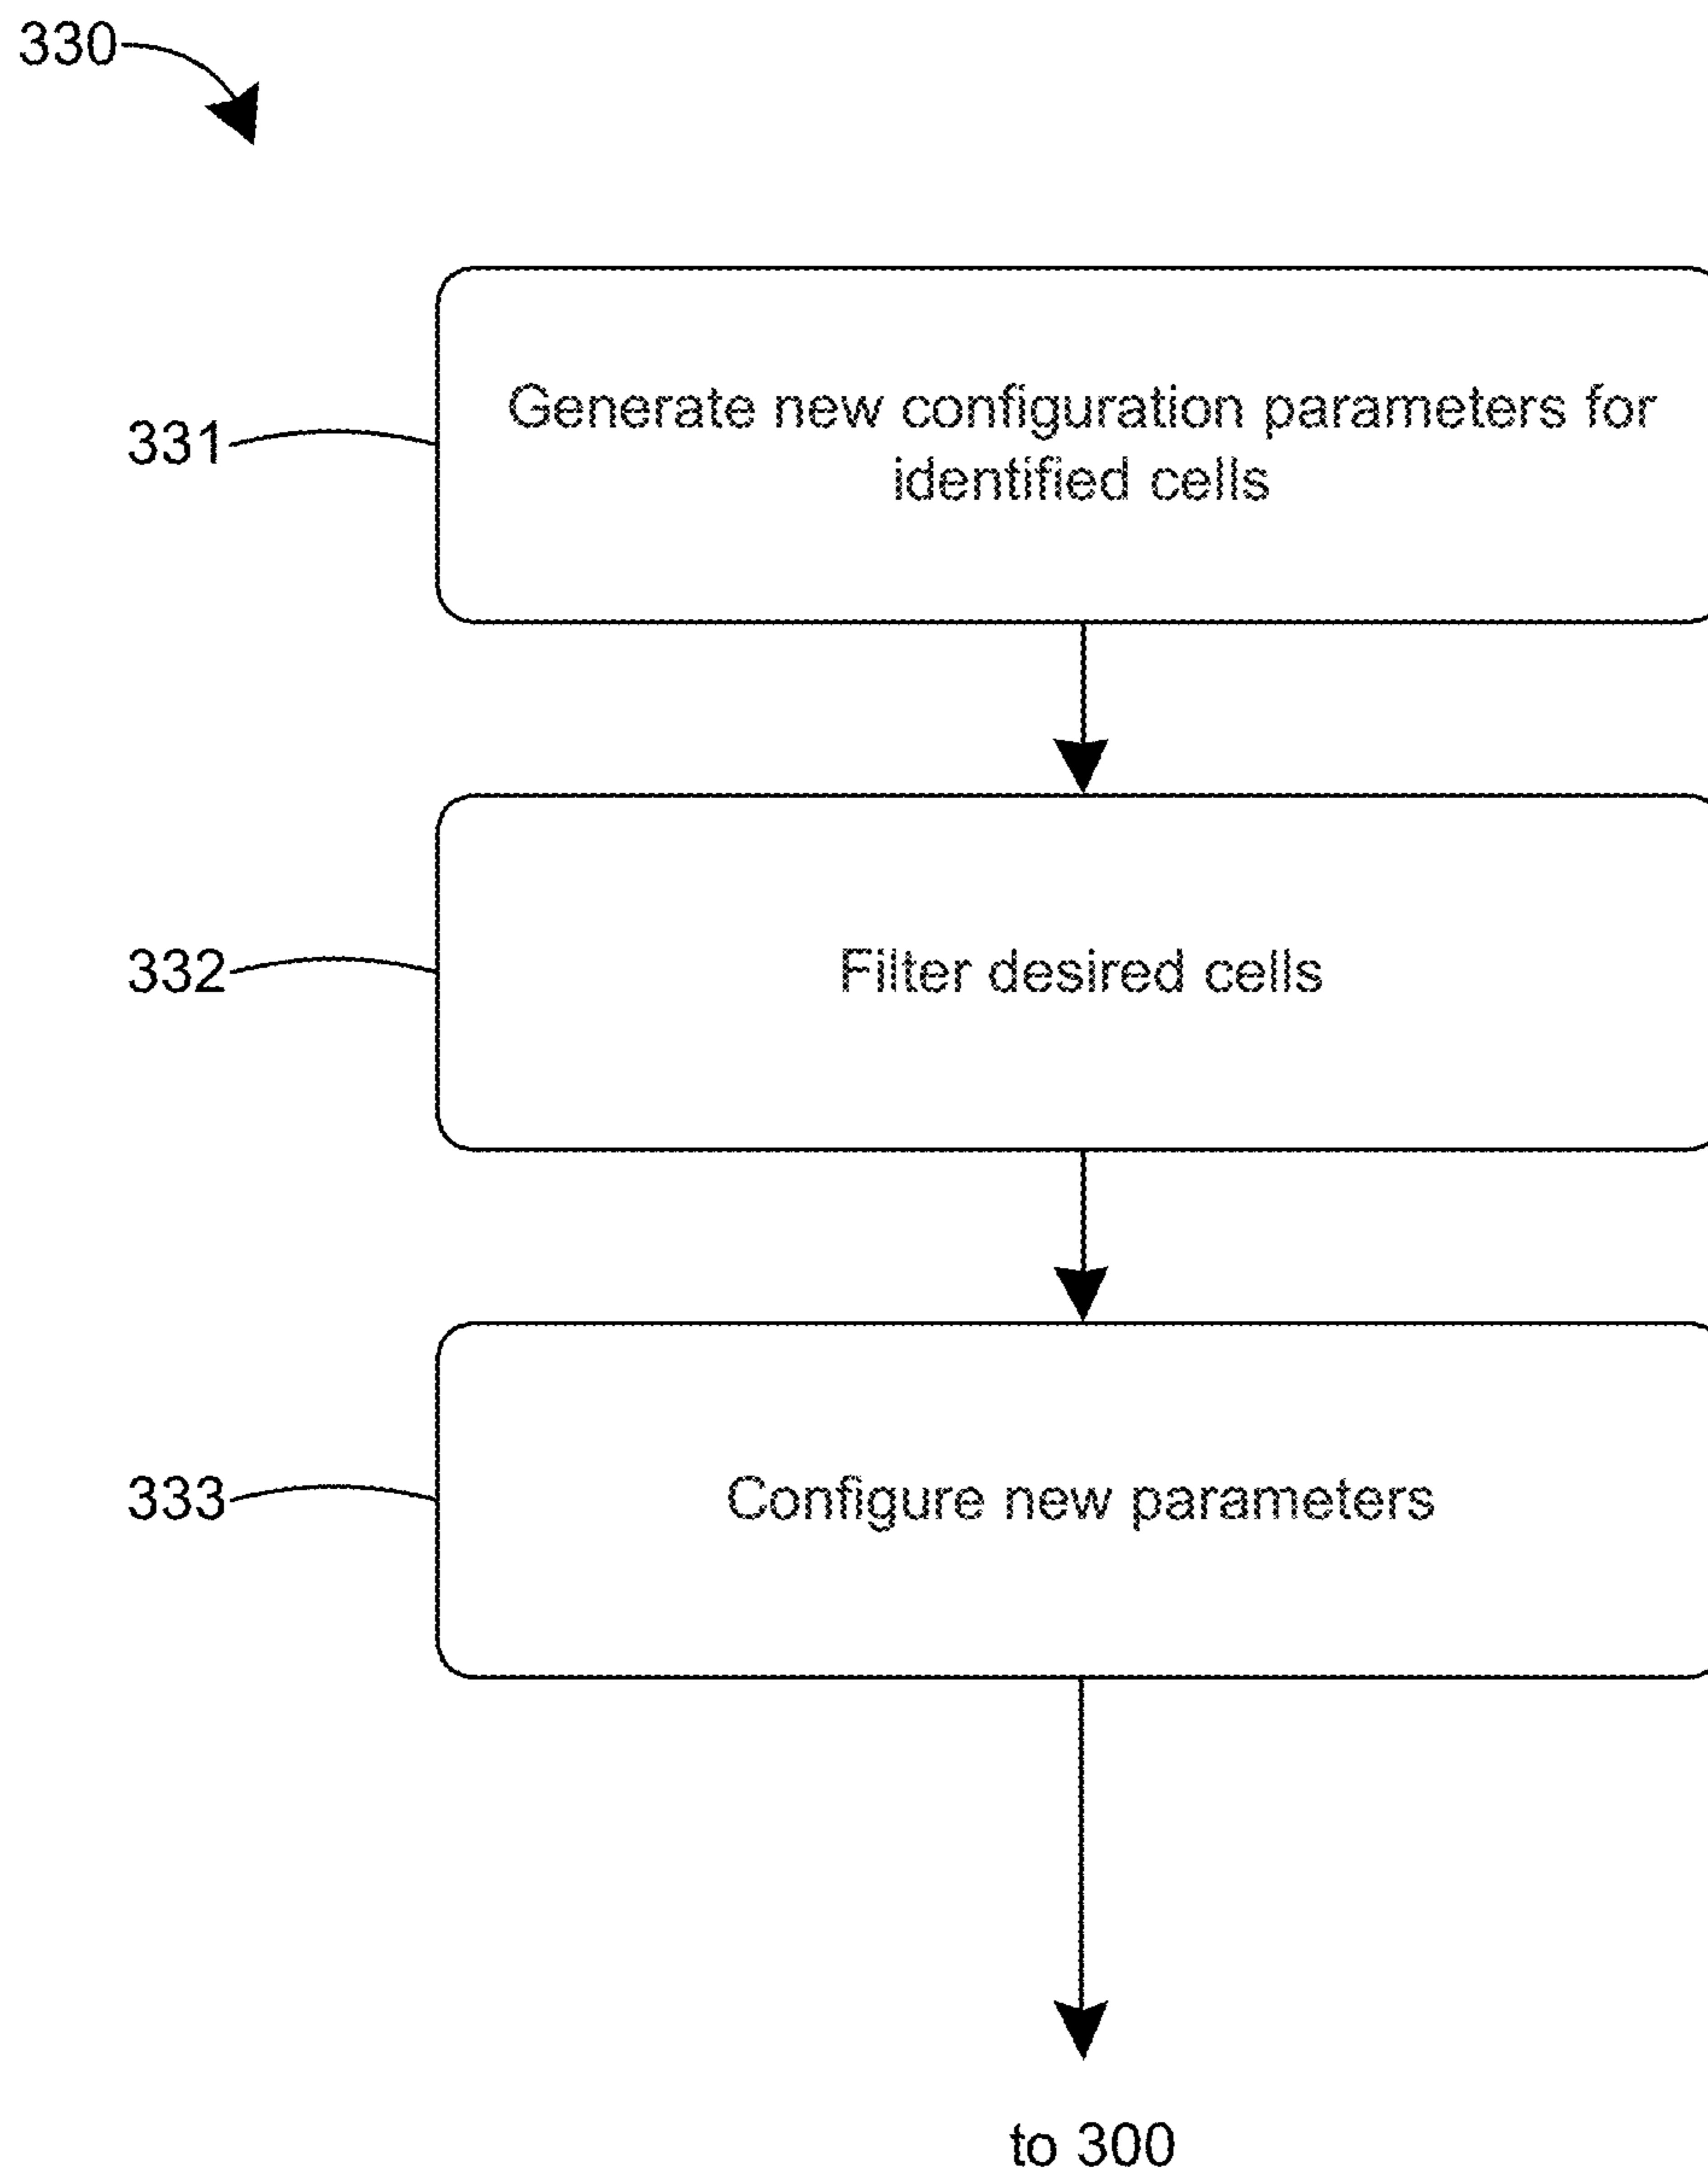 330
331
Generate new configuration parameters for
identified cells
332
Filter desired cells
333
Configure new parameters
to 300